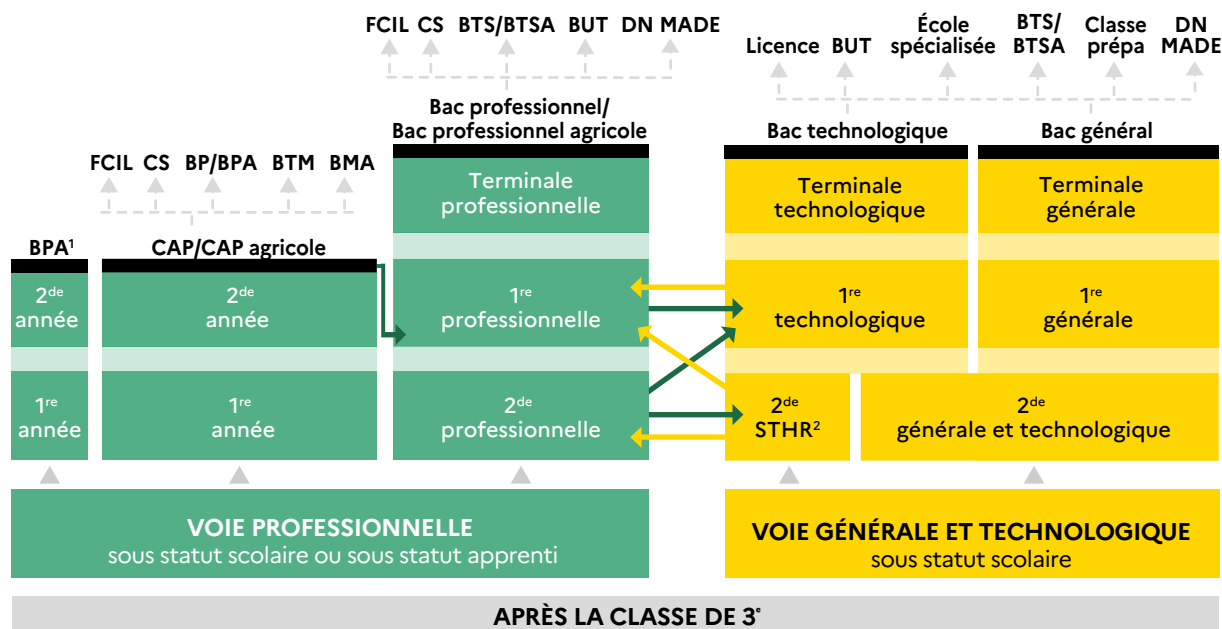 FCIL CS BTS/BTSA BUT DN MADE
Bac professionnel/
Bac professionnel agricole
Licence BUT École spécialisée BTS/BTSA Classe prépa DN MADE
Bac technologique
Bac général
FCIL CS BP/BPA BTM BMA
BPA¹
CAP/CAP agricole
Terminale
professionnelle
Terminale
technologique
Terminale
générale
2de
année
2de
année
1re
professionnelle
1re
technologique
1re
générale
1re
année
1re
année
2de
professionnelle
2de
STHR²
2de
générale et technologique
VOIE PROFESSIONNELLE
sous statut scolaire ou sous statut apprenti
VOIE GÉNÉRALE ET TECHNOLOGIQUE
sous statut scolaire
APRÈS LA CLASSE DE 3e